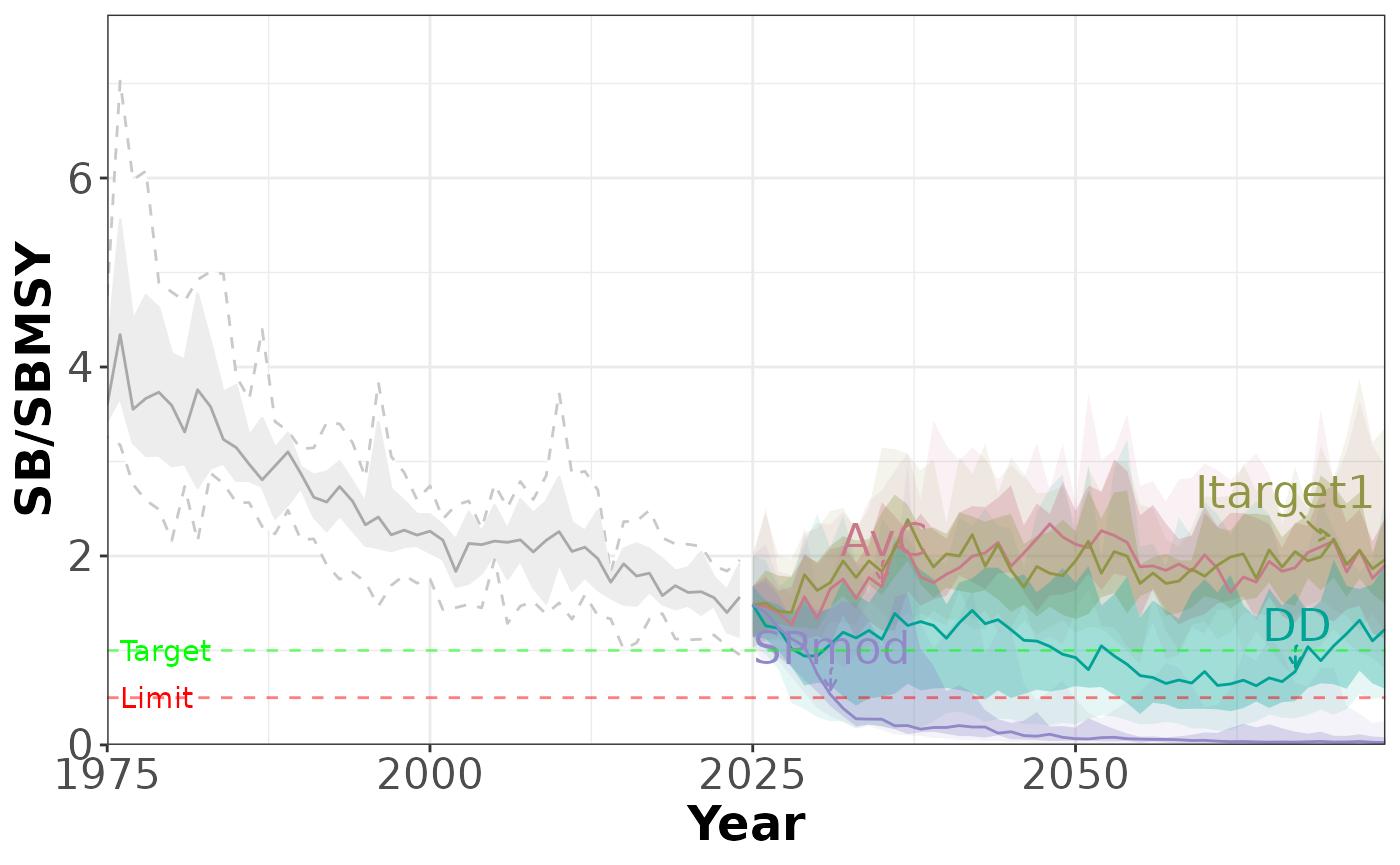 SB/SBMSY
6
4
2
0
Itarget1
AvC
DD
SPmod
Target
Limit
1975
2000
2025
2050
Year